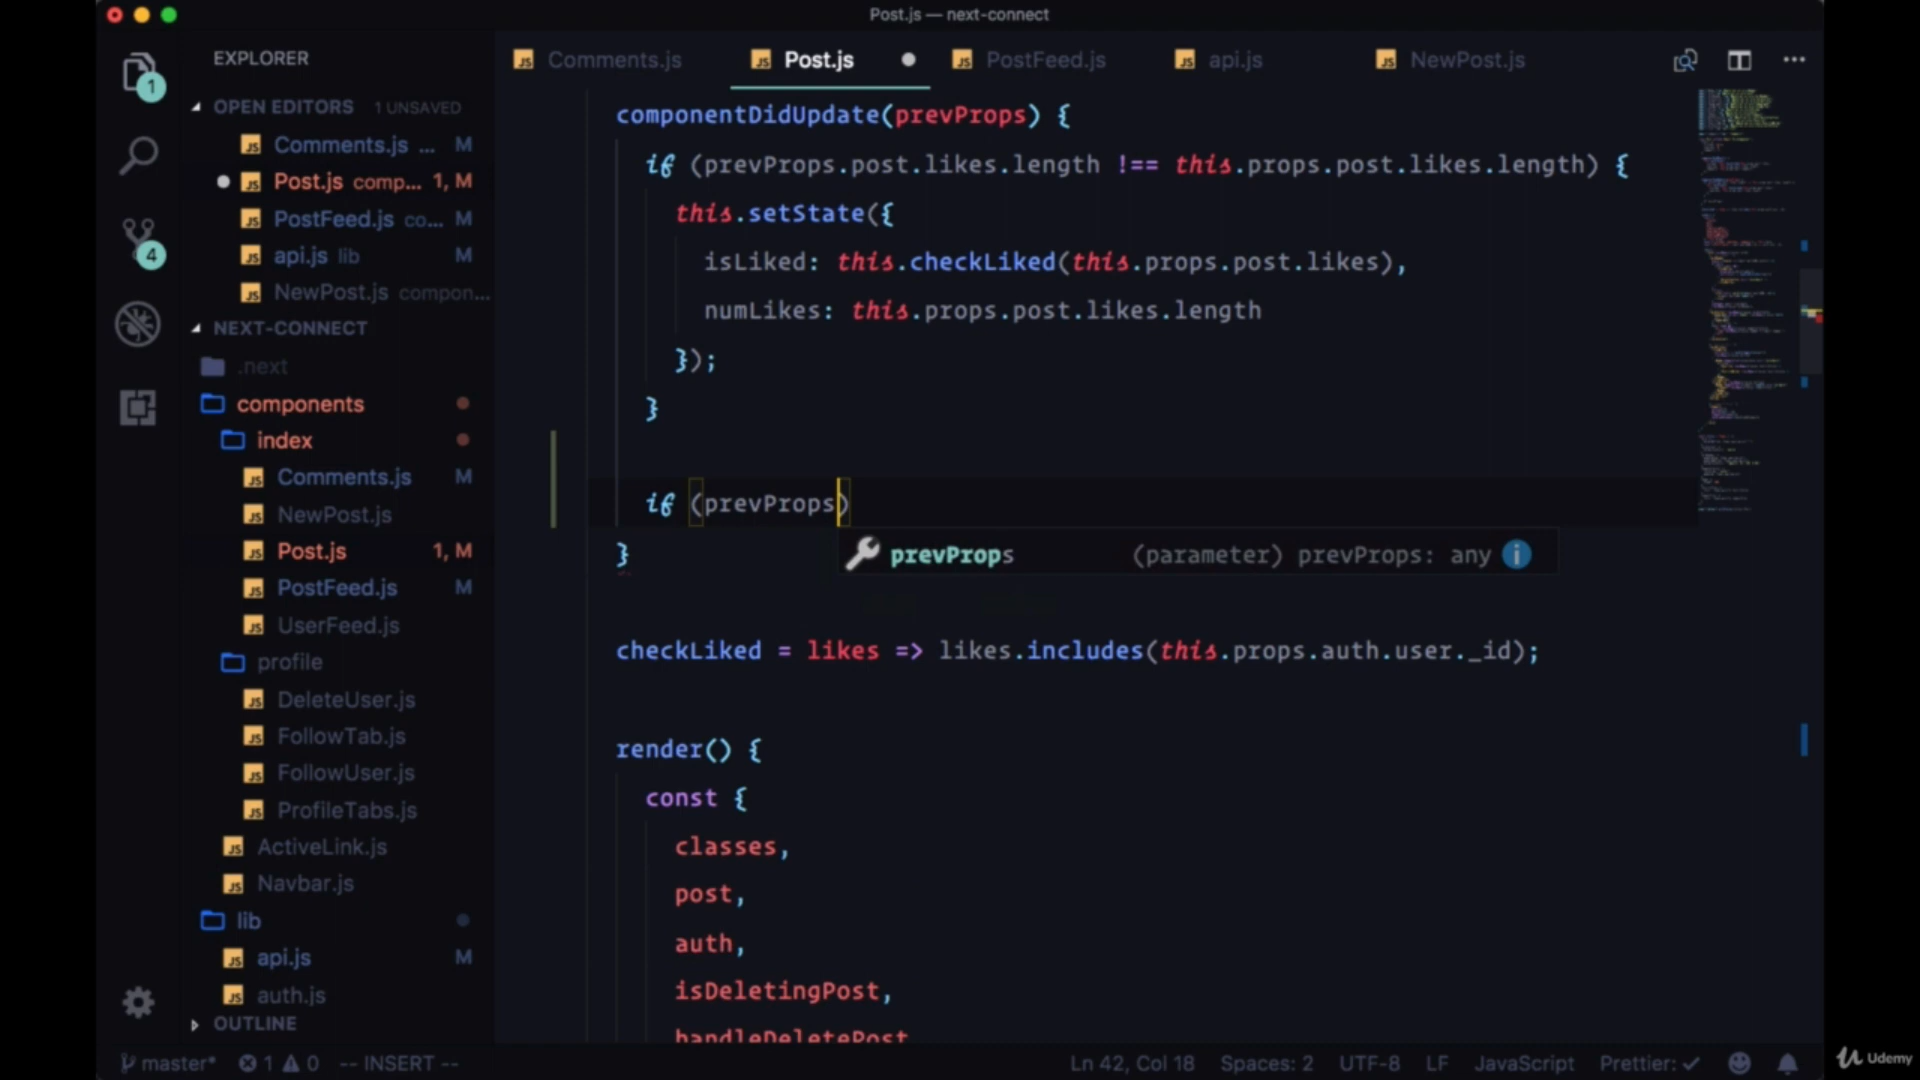 Post.js — next-connect
EXPLORER
Comments.js
Post.js
PostFeed.js
api.js
NewPost.js
OPEN EDITORS 1 UNSAVED
Comments.js ... M
Post.js comp... 1, M
PostFeed.js co... M
api.js lib M
NewPost.js compon...
NEXT-CONNECT
.next
components
index
Comments.js M
NewPost.js
Post.js 1, M
PostFeed.js M
UserFeed.js
profile
DeleteUser.js
FollowTab.js
FollowUser.js
ProfileTabs.js
ActiveLink.js
Navbar.js
lib
api.js M
auth.js
OUTLINE
1
4
componentDidUpdate(prevProps) {
if (prevProps.post.likes.length !== this.props.post.likes.length) {
this.setState({
isLiked: this.checkLiked(this.props.post.likes),
numLikes: this.props.post.likes.length
});
}
if (prevProps)
prevProps (parameter) prevProps: any
}
checkLiked = likes => likes.includes(this.props.auth.user._id);
render() {
const {
classes,
post,
auth,
isDeletingPost,
handleDeletePost
master* 1 0 -- INSERT --
Ln 42, Col 18 Spaces: 2 UTF-8 LF JavaScript Prettier: ✓
Udemy